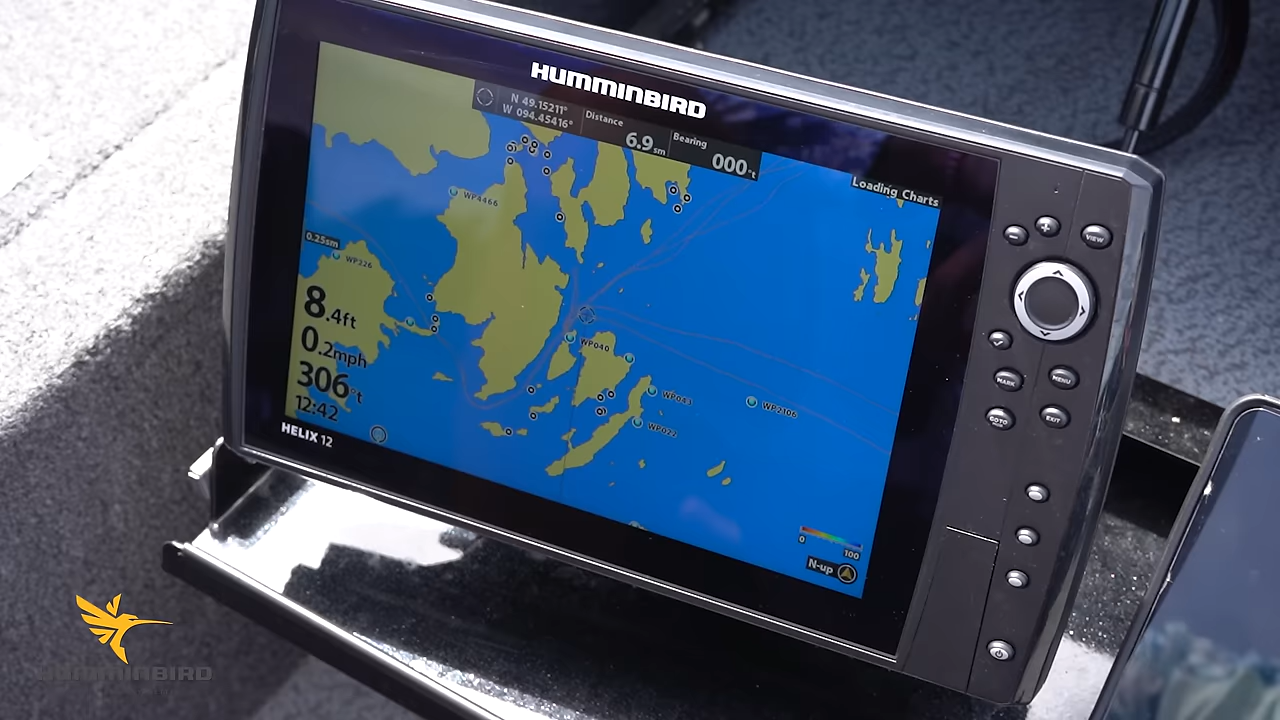 HUMMINBIRD
N 49.15211°
W 094.45416°
Distance
6.9sm
Bearing
000°t
Loading Charts
WP4466
0.25sm
WP226
8.4ft
0.2mph
306°t
12:42
WP040
WP043
WP2106
WP022
0
100
N-up
HELIX 12
- + VIEW
MARK MENU
GOTO EXIT
HUMMINBIRD